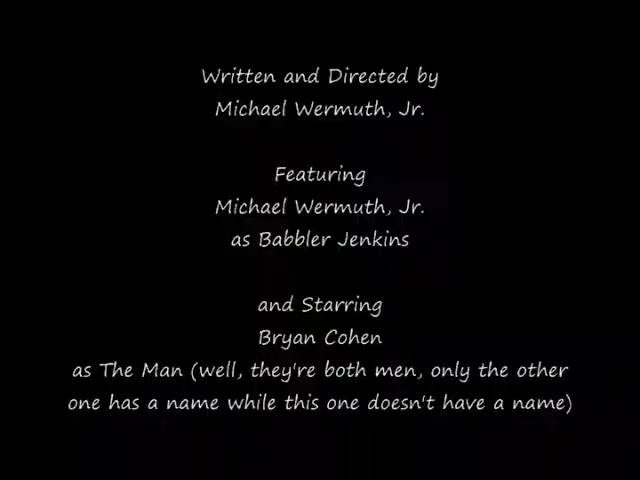 Written and Directed by
Michael Wermuth, Jr.
Featuring
Michael Wermuth, Jr.
as Babbler Jenkins
and Starring
Bryan Cohen
as The Man (well, they're both men, only the other
one has a name while this one doesn't have a name)